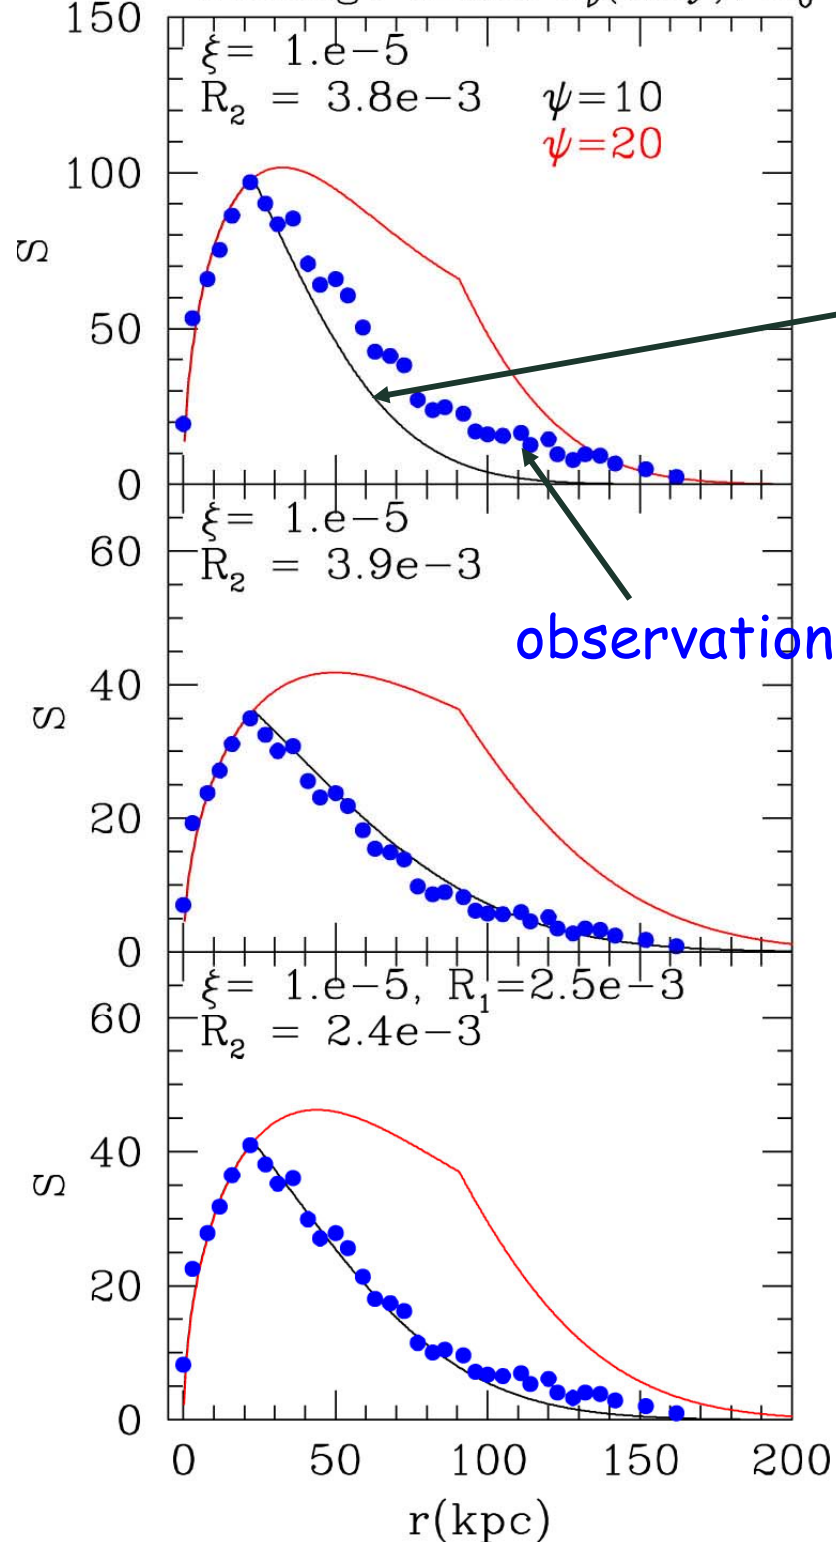 150
ξ= 1.e−5
R₂ = 3.8e−3 ψ=10
ψ=20
100
S
50
0
ξ= 1.e−5
60
R₂ = 3.9e−3
observation
40
S
20
0
ξ= 1.e−5, R₁=2.5e−3
60
R₂ = 2.4e−3
40
S
20
0
0 50 100 150 200
r(kpc)